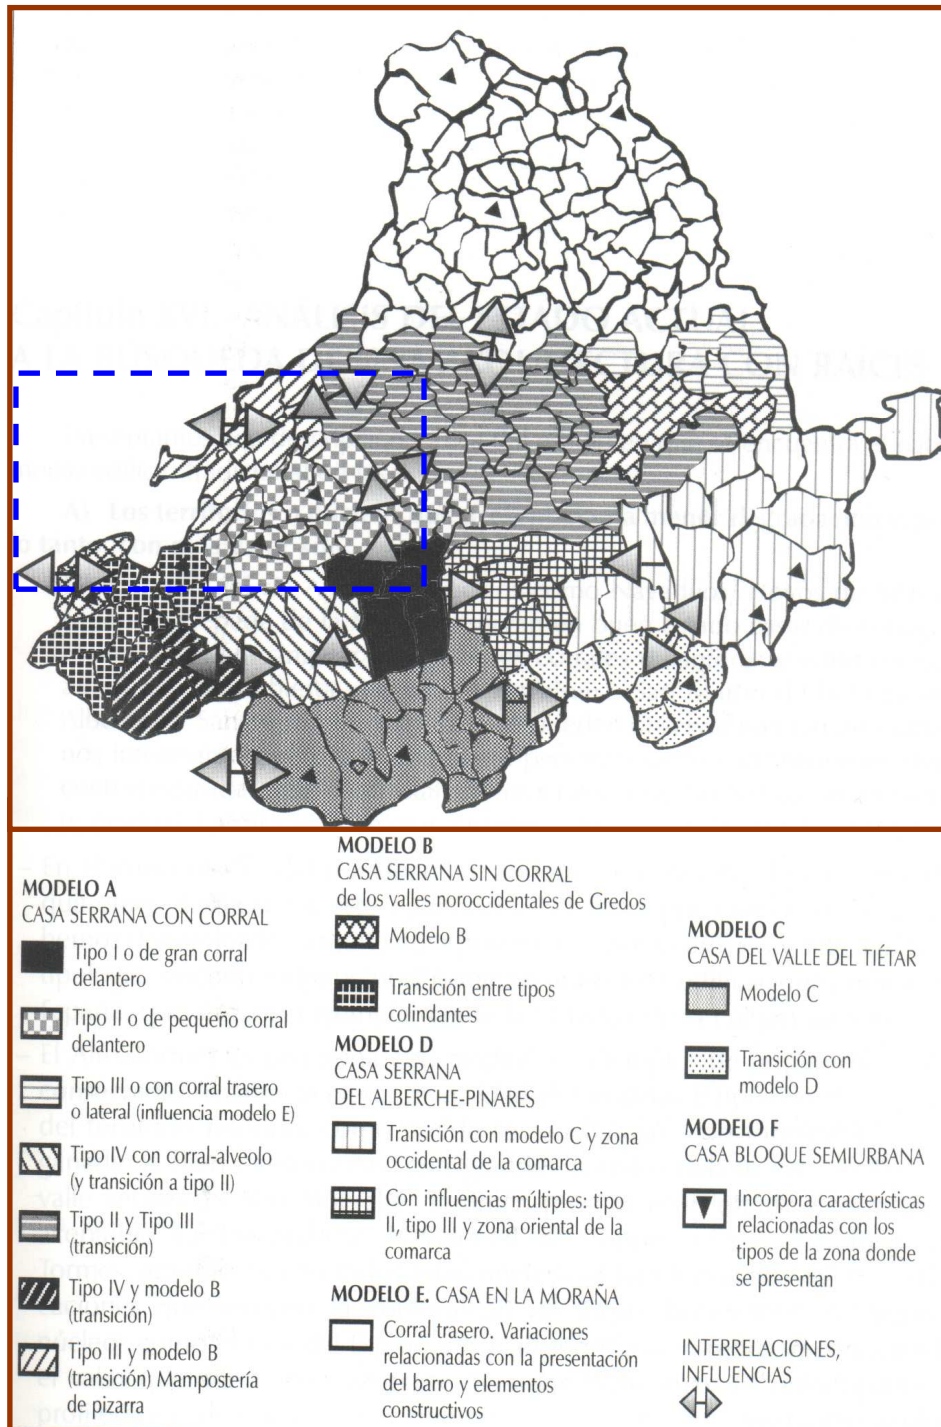 MODELO A
CASA SERRANA CON CORRAL
Tipo I o de gran corral
delantero
Tipo II o de pequeño corral
delantero
Tipo III o con corral trasero
o lateral (influencia modelo E)
Tipo IV con corral-alveolo
(y transición a tipo II)
Tipo II y Tipo III
(transición)
Tipo IV y modelo B
(transición)
Tipo III y modelo B
(transición) Mampostería
de pizarra
MODELO B
CASA SERRANA SIN CORRAL
de los valles noroccidentales de Gredos
Modelo B
Transición entre tipos
colindantes
MODELO D
CASA SERRANA
DEL ALBERCHE-PINARES
Transición con modelo C y zona
occidental de la comarca
Con influencias múltiples: tipo
II, tipo III y zona oriental de la
comarca
MODELO E. CASA EN LA MORAÑA
Corral trasero. Variaciones
relacionadas con la presentación
del barro y elementos
constructivos
MODELO C
CASA DEL VALLE DEL TIÉTAR
Modelo C
Transición con
modelo D
MODELO F
CASA BLOQUE SEMIURBANA
Incorpora características
relacionadas con los
tipos de la zona donde
se presentan
INTERRELACIONES,
INFLUENCIAS